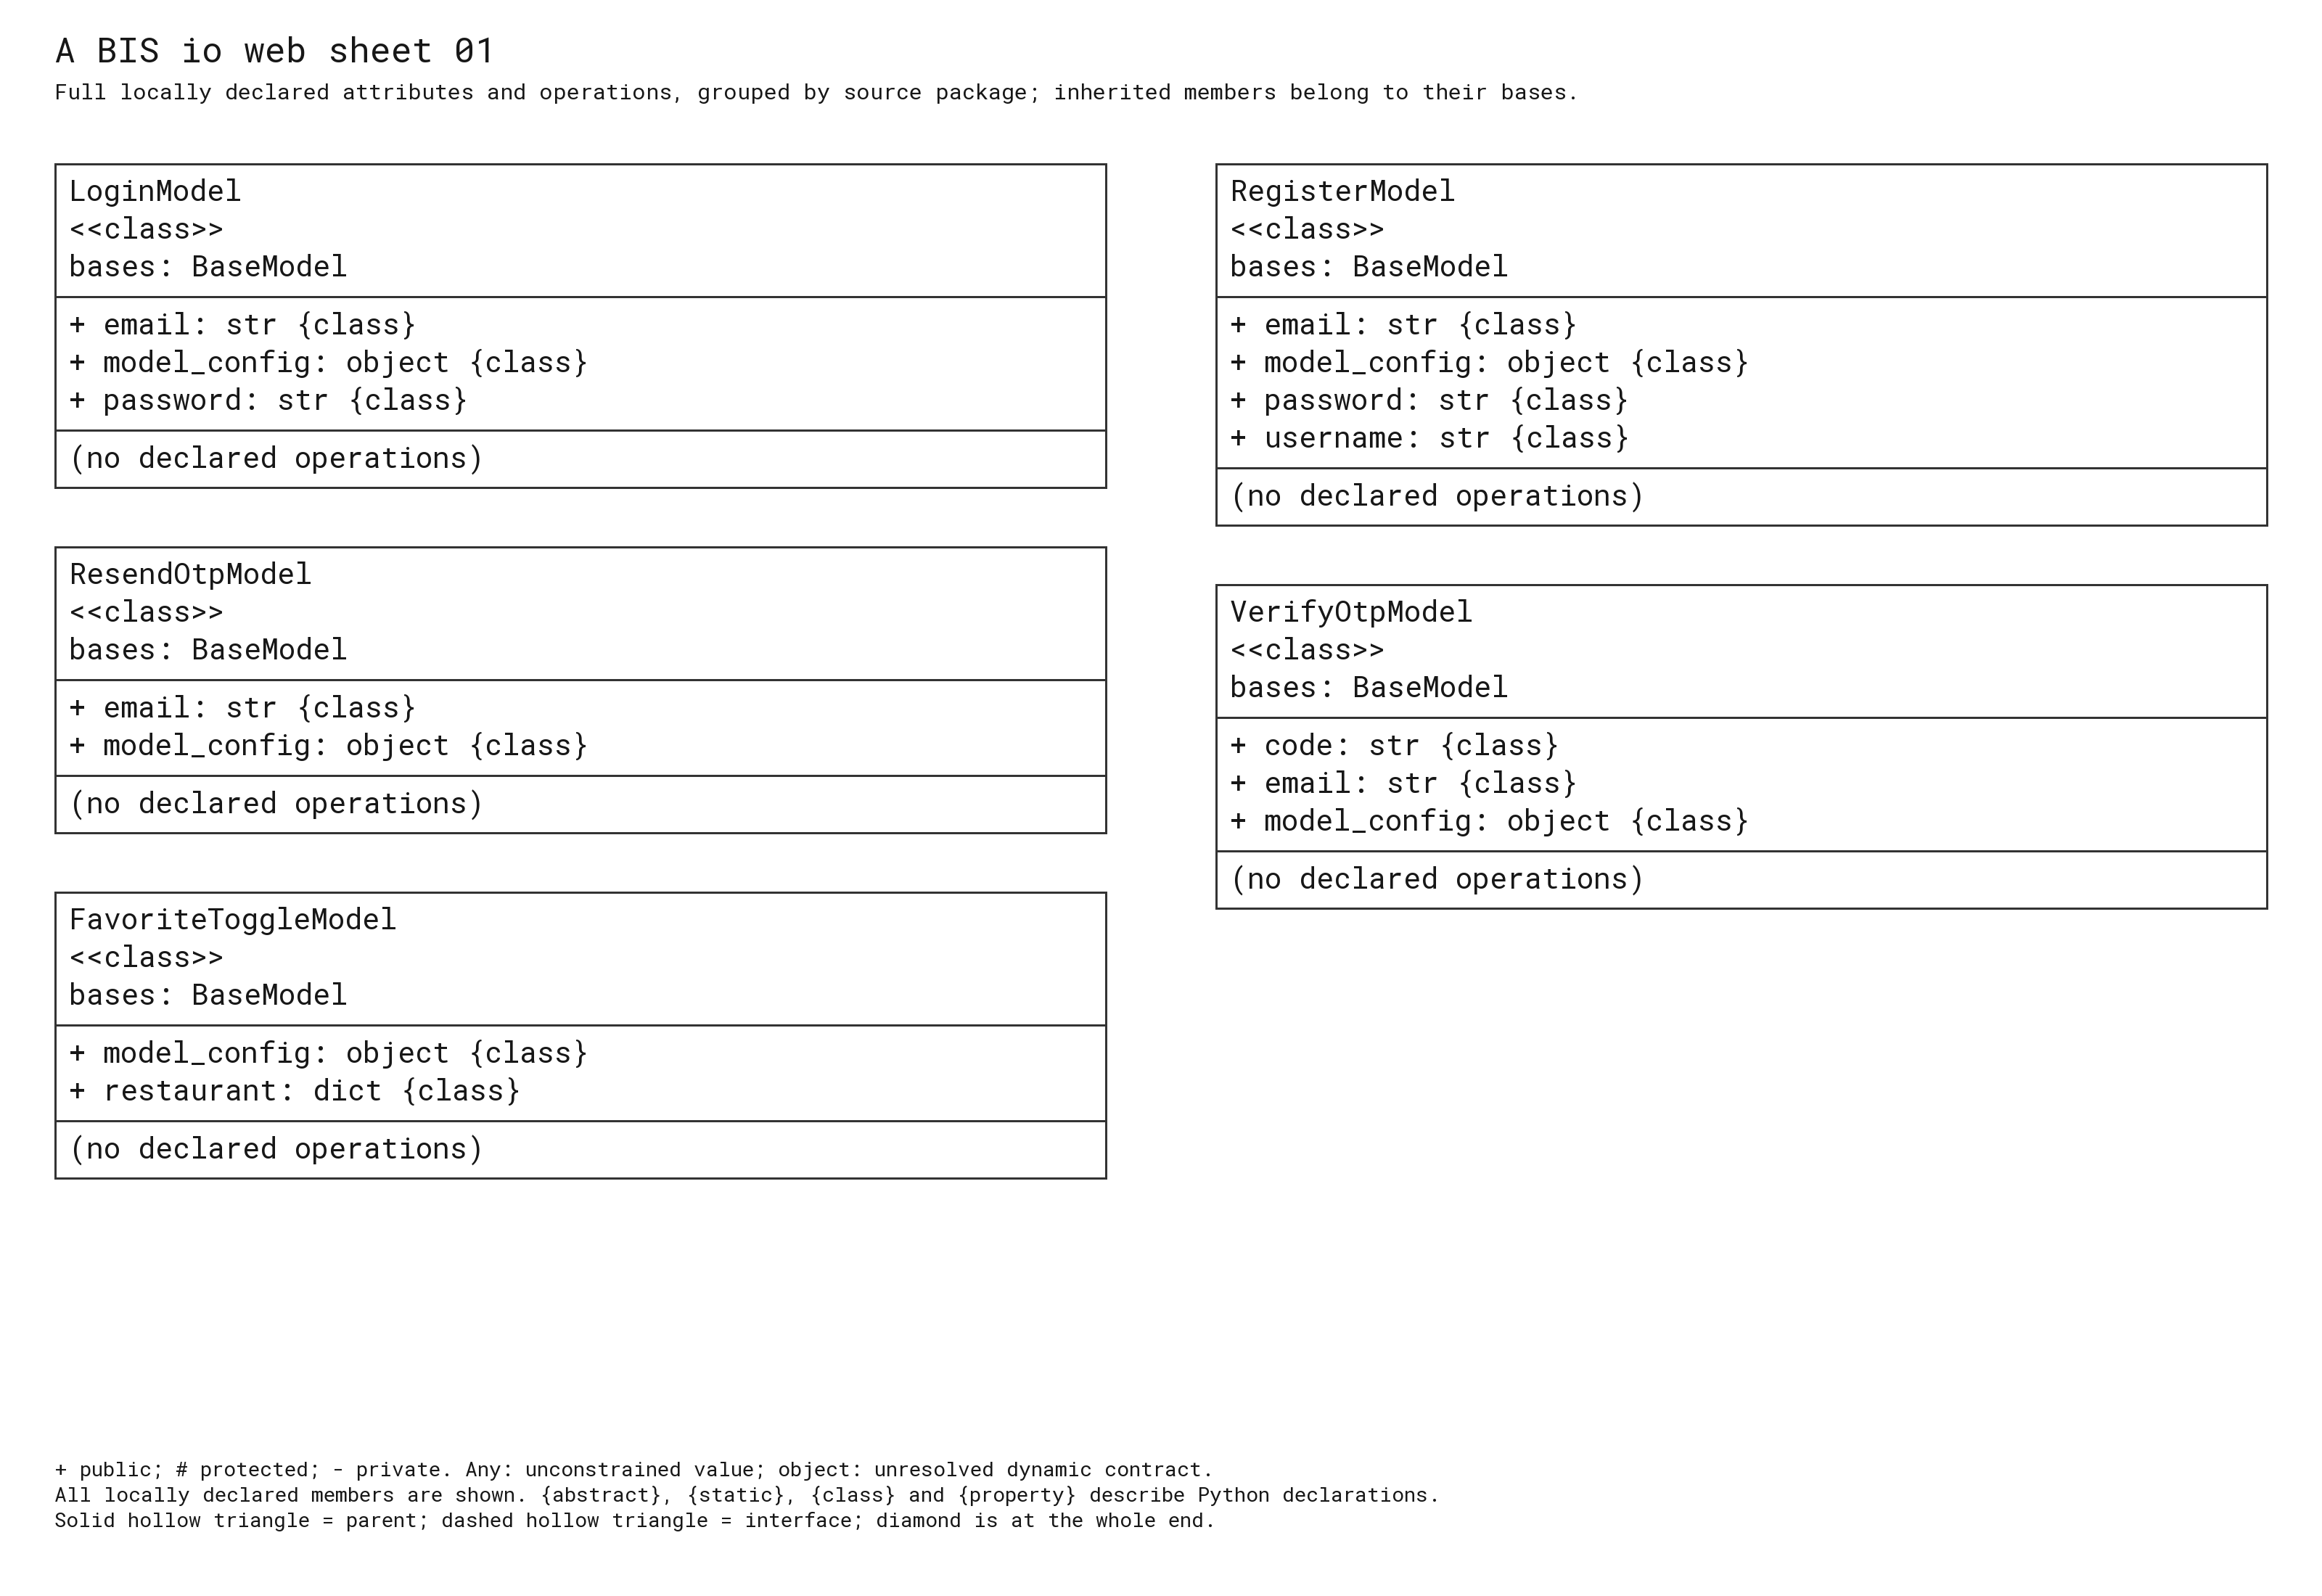 A BIS io web sheet 01
Full locally declared attributes and operations, grouped by source package; inherited members belong to their bases.
LoginModel
<<class>>
bases: BaseModel
+ email: str {class}
+ model_config: object {class}
+ password: str {class}
(no declared operations)
RegisterModel
<<class>>
bases: BaseModel
+ email: str {class}
+ model_config: object {class}
+ password: str {class}
+ username: str {class}
(no declared operations)
ResendOtpModel
<<class>>
bases: BaseModel
+ email: str {class}
+ model_config: object {class}
(no declared operations)
VerifyOtpModel
<<class>>
bases: BaseModel
+ code: str {class}
+ email: str {class}
+ model_config: object {class}
(no declared operations)
FavoriteToggleModel
<<class>>
bases: BaseModel
+ model_config: object {class}
+ restaurant: dict {class}
(no declared operations)
+ public; # protected; - private. Any: unconstrained value; object: unresolved dynamic contract.
All locally declared members are shown. {abstract}, {static}, {class} and {property} describe Python declarations.
Solid hollow triangle = parent; dashed hollow triangle = interface; diamond is at the whole end.